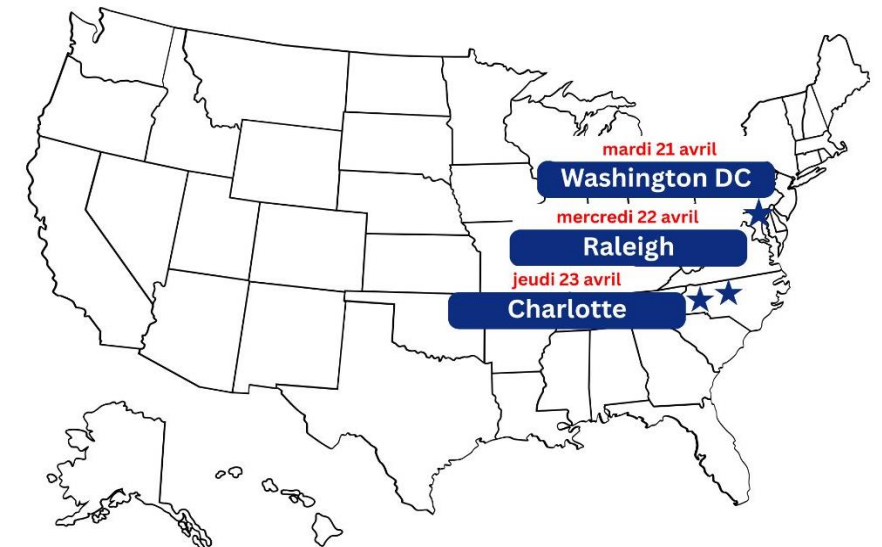 mardi 21 avril
Washington DC
mercredi 22 avril
Raleigh
jeudi 23 avril
Charlotte